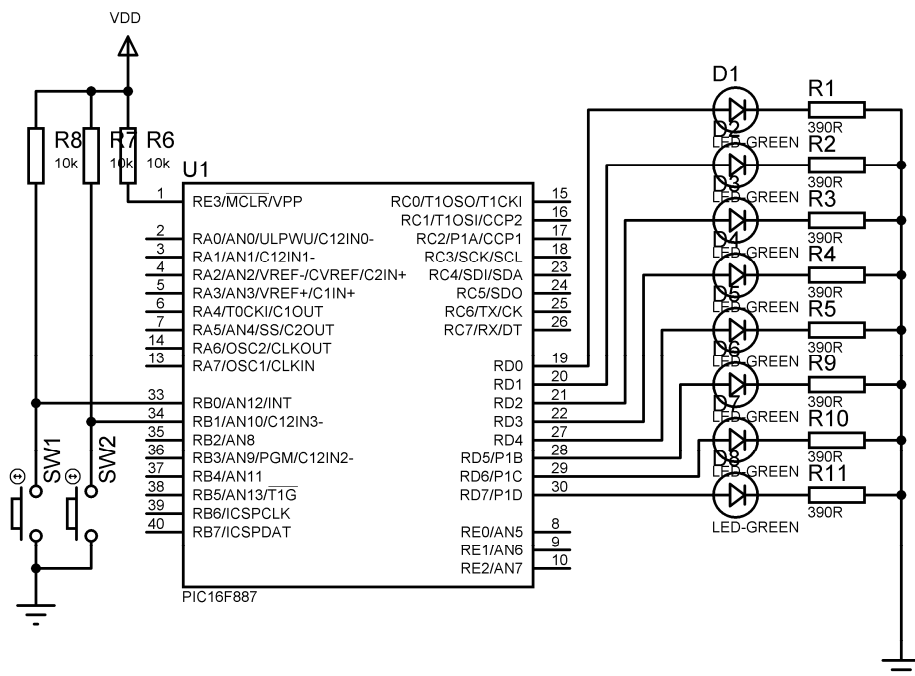 VDD
R8
10k
R7
10k
R6
10k
U1
1
RE3/MCLR/VPP
2
RA0/AN0/ULPWU/C12IN0-
3
RA1/AN1/C12IN1-
4
RA2/AN2/VREF-/CVREF/C2IN+
5
RA3/AN3/VREF+/C1IN+
6
RA4/T0CKI/C1OUT
7
RA5/AN4/SS/C2OUT
14
RA6/OSC2/CLKOUT
13
RA7/OSC1/CLKIN
33
RB0/AN12/INT
34
RB1/AN10/C12IN3-
35
RB2/AN8
36
RB3/AN9/PGM/C12IN2-
37
RB4/AN11
38
RB5/AN13/T1G
39
RB6/ICSPCLK
40
RB7/ICSPDAT
RC0/T1OSO/T1CKI
15
RC1/T1OSI/CCP2
16
RC2/P1A/CCP1
17
RC3/SCK/SCL
18
RC4/SDI/SDA
23
RC5/SDO
24
RC6/TX/CK
25
RC7/RX/DT
26
RD0
19
RD1
20
RD2
21
RD3
22
RD4
27
RD5/P1B
28
RD6/P1C
29
RD7/P1D
30
RE0/AN5
8
RE1/AN6
9
RE2/AN7
10
PIC16F887
SW1
SW2
D1
LED-GREEN
R1
390R
D2
LED-GREEN
R2
390R
D3
LED-GREEN
R3
390R
D4
LED-GREEN
R4
390R
D5
LED-GREEN
R5
390R
D6
LED-GREEN
R9
390R
D7
LED-GREEN
R10
390R
D8
LED-GREEN
R11
390R